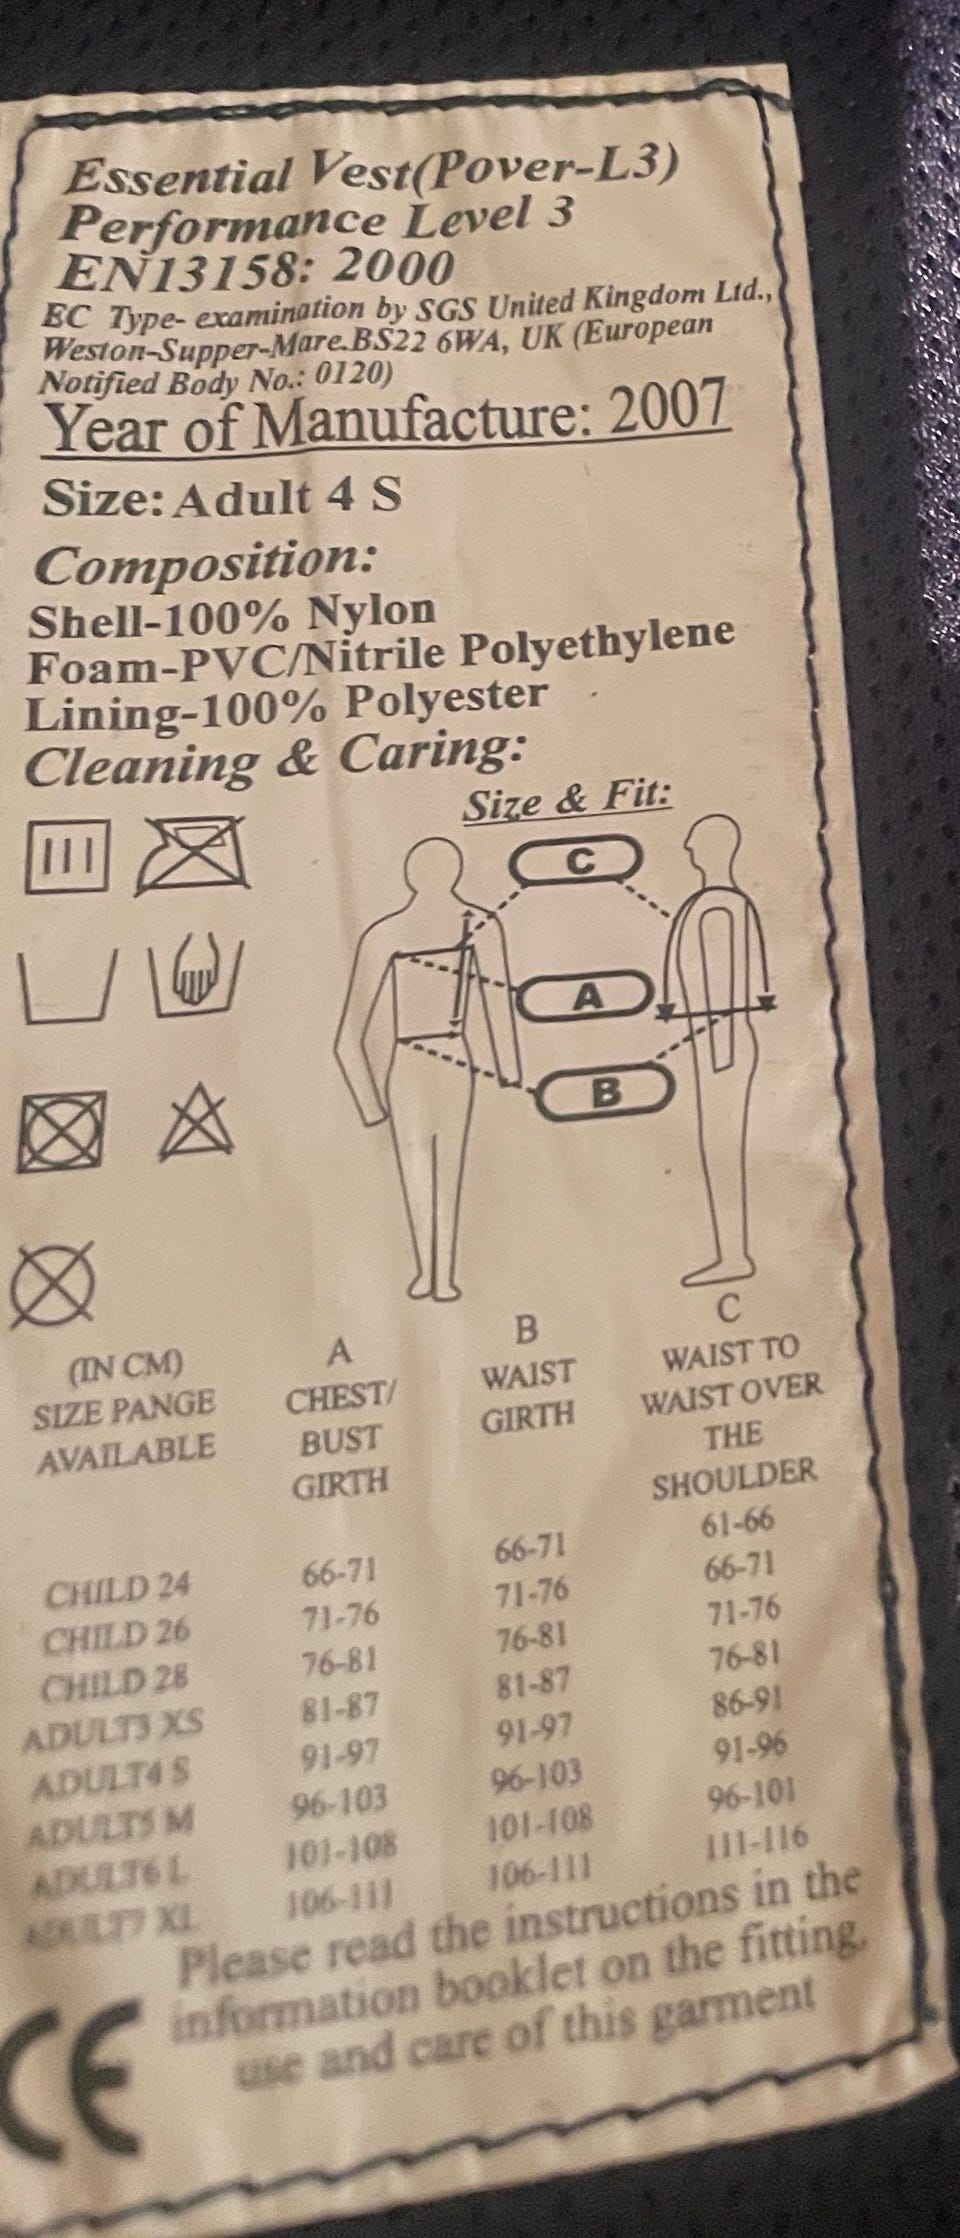 Essential Vest(Pover-L3)
Performance Level 3
EN13158: 2000
EC Type- examination by SGS United Kingdom Ltd.,
Weston-Supper-Mare.BS22 6WA, UK (European
Notified Body No.: 0120)
Year of Manufacture: 2007
Size: Adult 4 S
Composition:
Shell-100% Nylon
Foam-PVC/Nitrile Polyethylene
Lining-100% Polyester
Cleaning & Caring:
Size & Fit:
C
A
B
(IN CM)
SIZE PANGE
AVAILABLE
A
CHEST/
BUST
GIRTH
B
WAIST
GIRTH
C
WAIST TO
WAIST OVER
THE
SHOULDER
CHILD 24 66-71 66-71 61-66
CHILD 26 71-76 71-76 66-71
CHILD 28 76-81 76-81 71-76
ADULT3 XS 81-87 81-87 76-81
ADULT4 S 91-97 91-97 86-91
ADULT5 M 96-103 96-103 91-96
ADULT6 L 101-108 101-108 96-101
ADULT7 XL 106-111 106-111 111-116
Please read the instructions in the
information booklet on the fitting,
use and care of this garment
CE